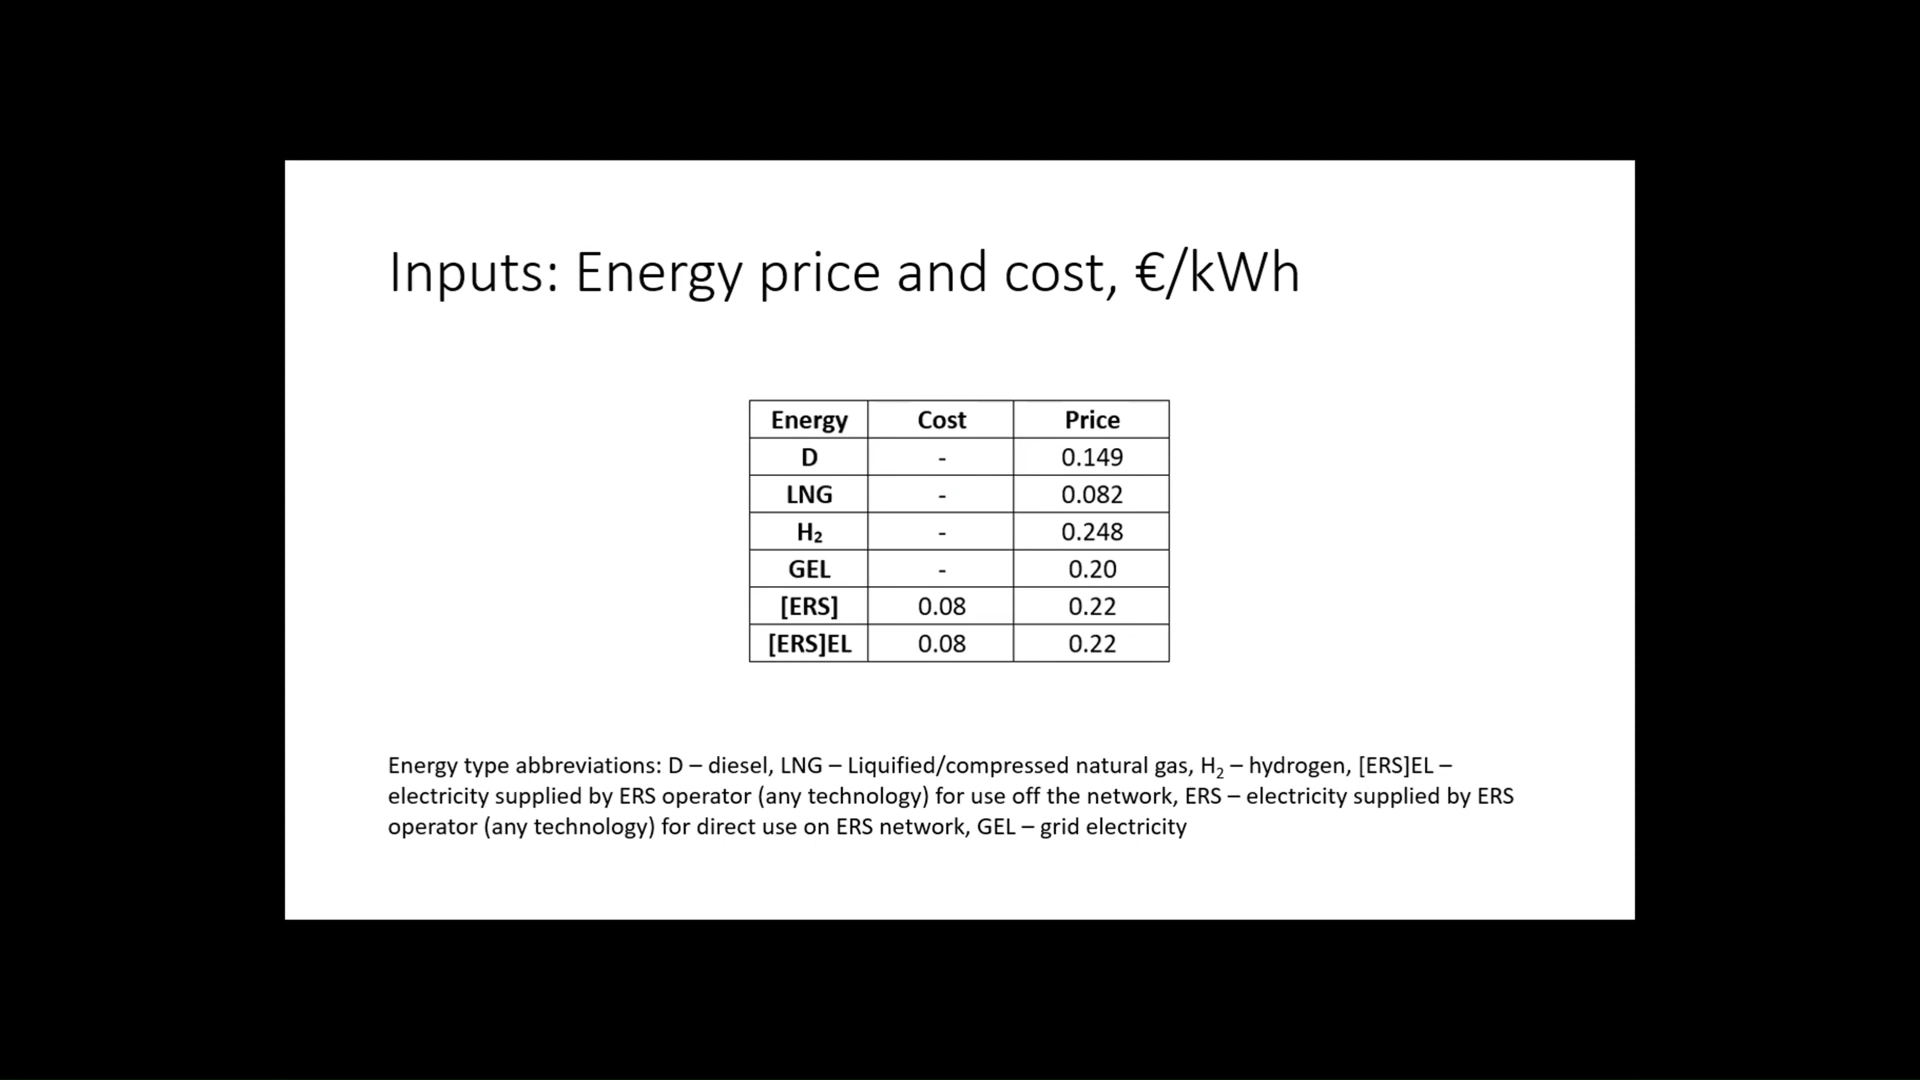 Inputs: Energy price and cost, €/kWh
Energy Cost Price
D - 0.149
LNG - 0.082
H₂ - 0.248
GEL - 0.20
[ERS] 0.08 0.22
[ERS]EL 0.08 0.22
Energy type abbreviations: D – diesel, LNG – Liquified/compressed natural gas, H₂ – hydrogen, [ERS]EL –
electricity supplied by ERS operator (any technology) for use off the network, ERS – electricity supplied by ERS
operator (any technology) for direct use on ERS network, GEL – grid electricity